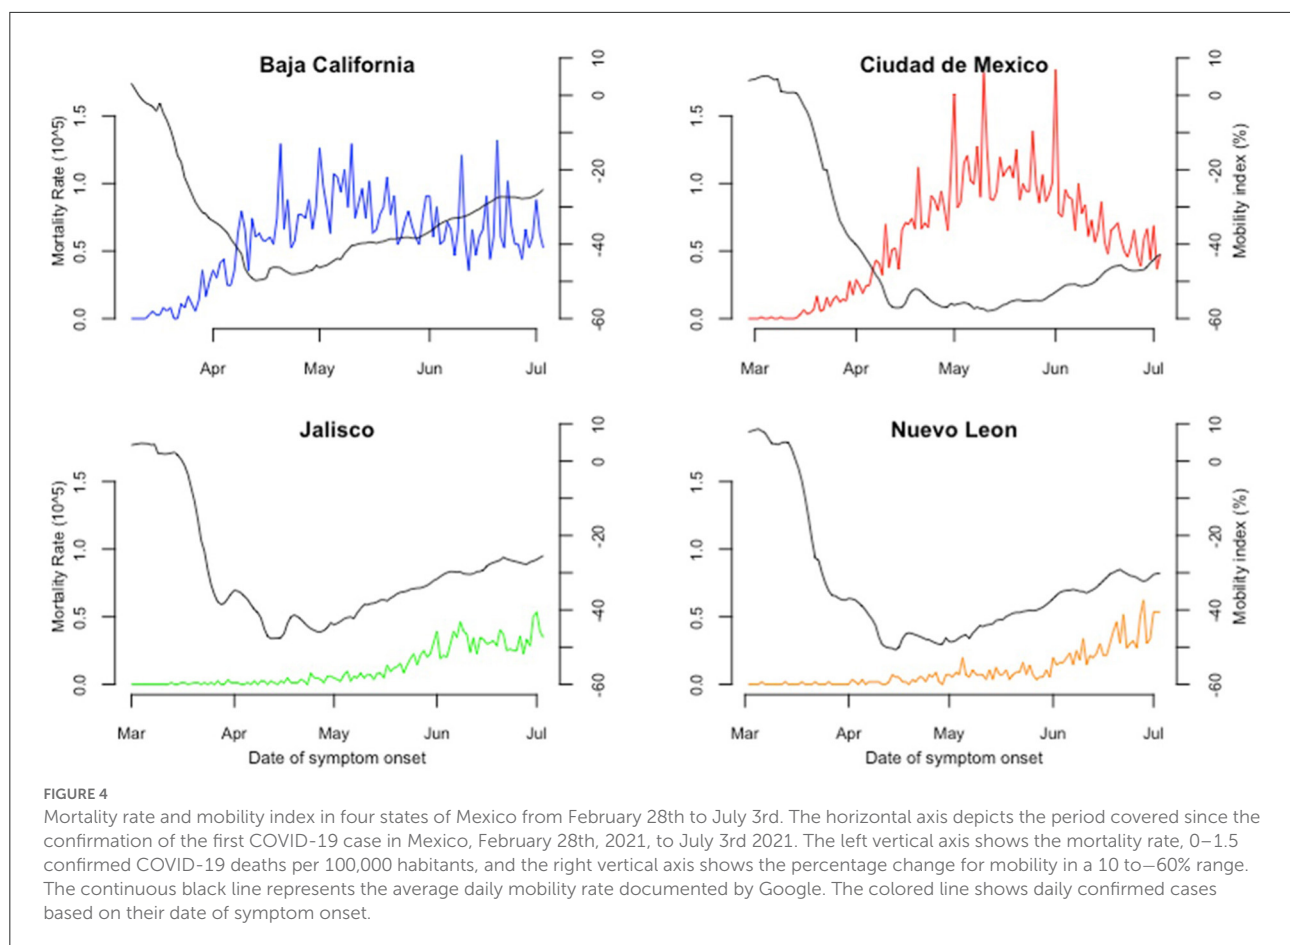 Baja California
Ciudad de Mexico
Mortality Rate (10^5)
0.0 0.5 1.0 1.5
10 0 -20 -40 -60
Apr May Jun Jul
0.0 0.5 1.0 1.5
10 0 -20 -40 -60
Mobility index (%)
Mar Apr May Jun Jul
Jalisco
Nuevo Leon
Mortality Rate (10^5)
0.0 0.5 1.0 1.5
10 0 -20 -40 -60
Mar Apr May Jun Jul
Date of symptom onset
0.0 0.5 1.0 1.5
10 0 -20 -40 -60
Mobility index (%)
Mar Apr May Jun Jul
Date of symptom onset
FIGURE 4
Mortality rate and mobility index in four states of Mexico from February 28th to July 3rd. The horizontal axis depicts the period covered since the
confirmation of the first COVID-19 case in Mexico, February 28th, 2021, to July 3rd 2021. The left vertical axis shows the mortality rate, 0–1.5
confirmed COVID-19 deaths per 100,000 habitants, and the right vertical axis shows the percentage change for mobility in a 10 to−60% range.
The continuous black line represents the average daily mobility rate documented by Google. The colored line shows daily confirmed cases
based on their date of symptom onset.